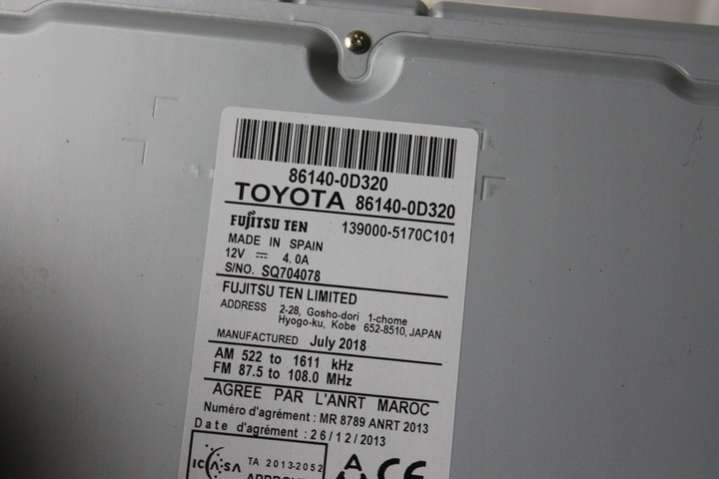 86140-0D320
TOYOTA 86140-0D320
FUJITSU TEN 139000-5170C101
MADE IN SPAIN
12V ⎓ 4.0A
S/NO. SQ704078
FUJITSU TEN LIMITED
ADDRESS 2-28, Gosho-dori 1-chome
Hyogo-ku, Kobe 652-8510, JAPAN
MANUFACTURED July 2018
AM 522 to 1611 kHz
FM 87.5 to 108.0 MHz
AGREE PAR L'ANRT MAROC
Numéro d'agrément : MR 8789 ANRT 2013
Date d'agrément : 26/12/2013
ICASA TA 2013-2052
CE